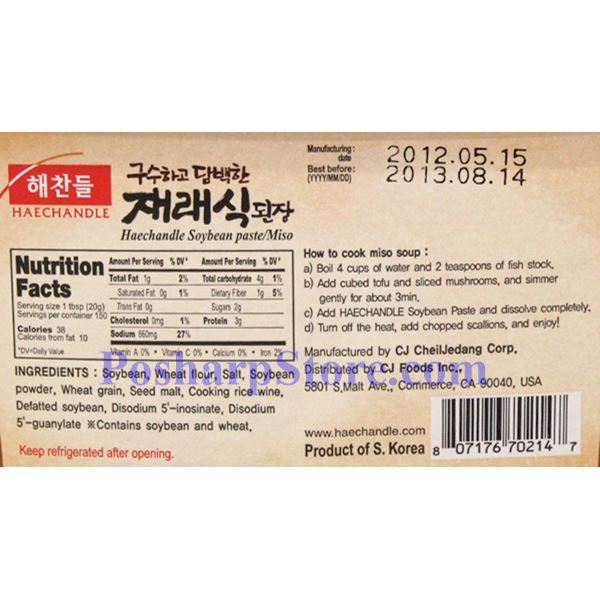 해찬들
HAECHANDLE
구수하고 담백한
재래식된장
Haechandle Soybean paste/Miso
Manufacturing: date 2012.05.15
Best before: (YYYY/MM/DD) 2013.08.14
Nutrition Facts
Serving size 1 tbsp (20g)
Servings per container 150
Calories 38
Calories from fat 10
*DV=Daily Value
Amount Per Serving % DV* Amount Per Serving % DV*
Total Fat 1g 2% Total carbohydrate 4g 1%
Saturated Fat 0g 1% Dietary Fiber 1g 5%
Trans Fat 0g Sugars 2g
Cholesterol 0mg 1% Protein 3g
Sodium 660mg 27%
Vitamin A 0% • Vitamin C 0% • Calcium 0% • Iron 2%
INGREDIENTS : Soybean, Wheat flour, Salt, Soybean
powder, Wheat grain, Seed malt, Cooking rice wine,
Defatted soybean, Disodium 5'-inosinate, Disodium
5'-guanylate ※Contains soybean and wheat,
Keep refrigerated after opening.
How to cook miso soup :
a) Boil 4 cups of water and 2 teaspoons of fish stock,
b) Add cubed tofu and sliced mushrooms, and simmer
gently for about 3min,
c) Add HAECHANDLE Soybean Paste and dissolve completely,
d) Turn off the heat, add chopped scallions, and enjoy!
Manufactured by CJ CheilJedang Corp.
Distributed by CJ Foods Inc.,
5801 S,Malt Ave., Commerce, CA 90040, USA
www.haechandle.com
Product of S. Korea
8 07176 70214 7
PosharpStore.com